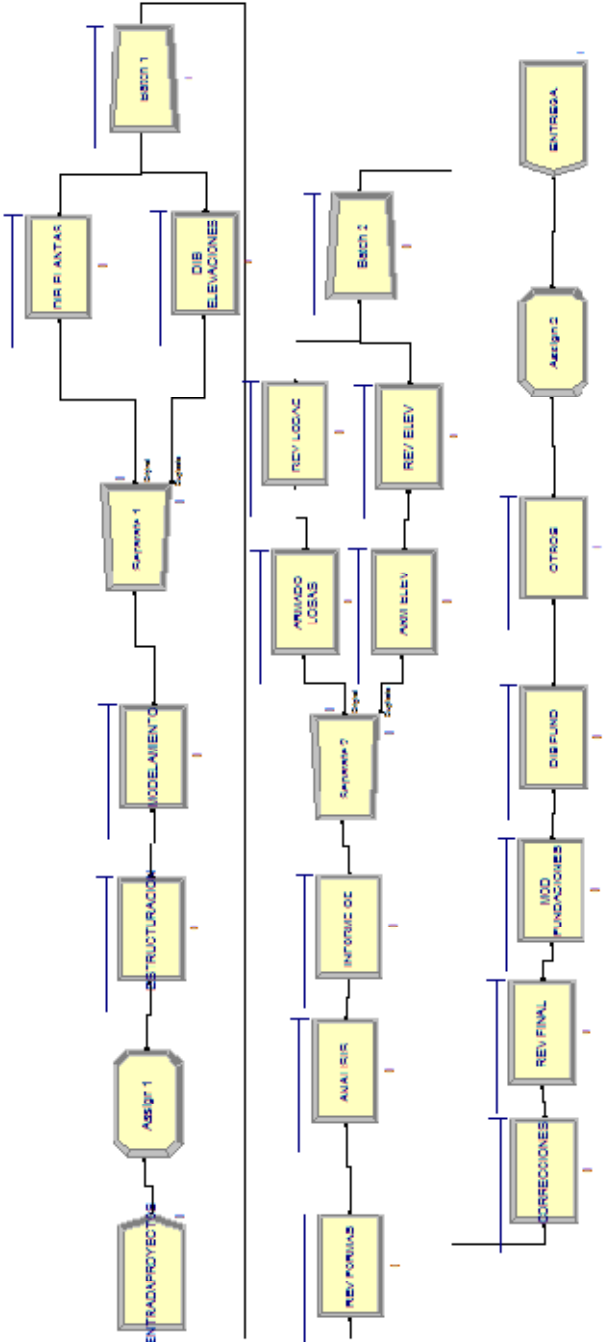 ENTRADAPROYECTOS
Assign 1
ESTRUCTURACION
MODELAMIENTO
Separate 1
Original
Duplicate
DIB PLANTAS
DIB
ELEVACIONES
Batch 1
REV FORMAS
ANALISIS
INFORME OC
Separate 2
Original
Duplicate
ARMADO
LOSAS
ARM ELEV
REV LOSAS
REV ELEV
Batch 2
CORRECCIONES
REV FINAL
MOD
FUNDACIONES
DIB FUND
OTROS
Assign 2
ENTREGA